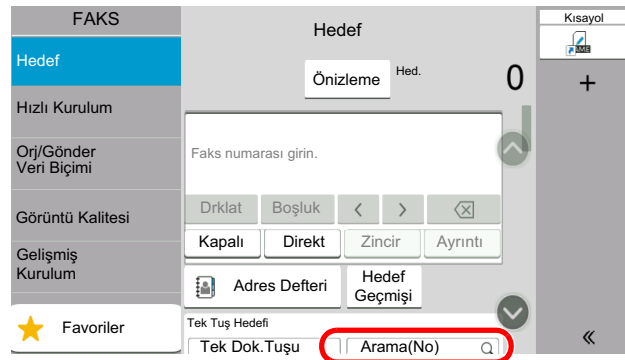 FAKS
Hedef
Kısayol
Hedef
Önizleme
Hed.
0
+
Hızlı Kurulum
Orj/Gönder
Veri Biçimi
Faks numarası girin.
Görüntü Kalitesi
Drklat
Boşluk
<
>
Kapalı
Direkt
Zincir
Ayrıntı
Gelişmiş
Kurulum
Adres Defteri
Hedef
Geçmişi
Favoriler
Tek Tuş Hedefi
Tek Dok.Tuşu
Arama(No)
«